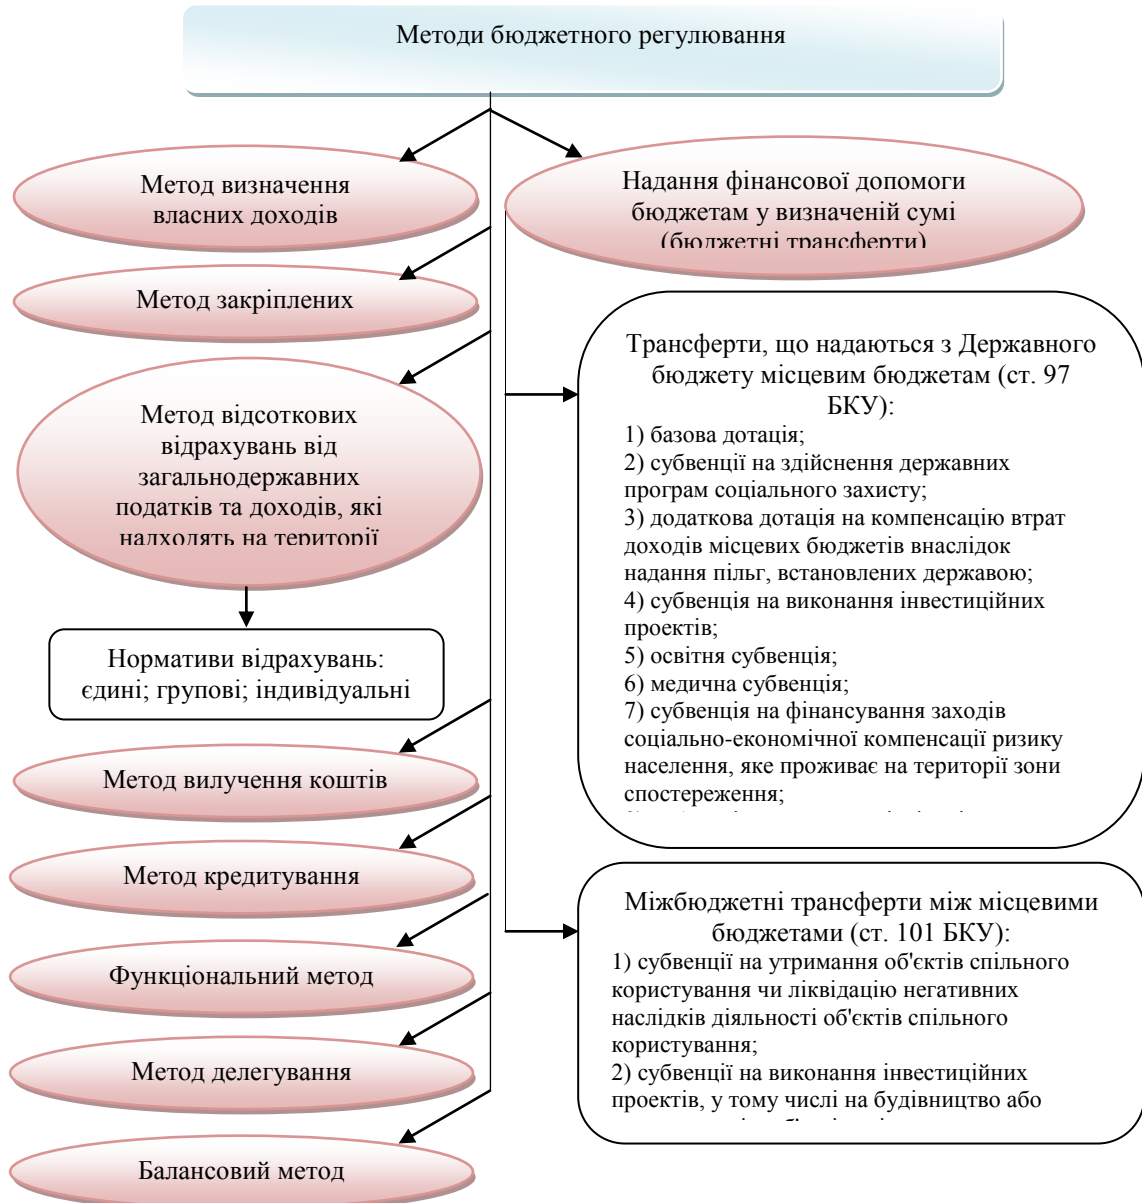 Методи бюджетного регулювання
Метод визначення
власних доходів
Надання фінансової допомоги
бюджетам у визначеній сумі
(бюджетні трансферти)
Метод закріплених
Метод відсоткових
відрахувань від
загальнодержавних
податків та доходів, які
надходять на території
Нормативи відрахувань:
єдині; групові; індивідуальні
Метод вилучення коштів
Метод кредитування
Функціональний метод
Метод делегування
Балансовий метод
Трансферти, що надаються з Державного
бюджету місцевим бюджетам (ст. 97
БКУ):
1) базова дотація;
2) субвенції на здійснення державних
програм соціального захисту;
3) додаткова дотація на компенсацію втрат
доходів місцевих бюджетів внаслідок
надання пільг, встановлених державою;
4) субвенція на виконання інвестиційних
проектів;
5) освітня субвенція;
6) медична субвенція;
7) субвенція на фінансування заходів
соціально-економічної компенсації ризику
населення, яке проживає на території зони
спостереження;
Міжбюджетні трансферти між місцевими
бюджетами (ст. 101 БКУ):
1) субвенції на утримання об'єктів спільного
користування чи ліквідацію негативних
наслідків діяльності об'єктів спільного
користування;
2) субвенції на виконання інвестиційних
проектів, у тому числі на будівництво або